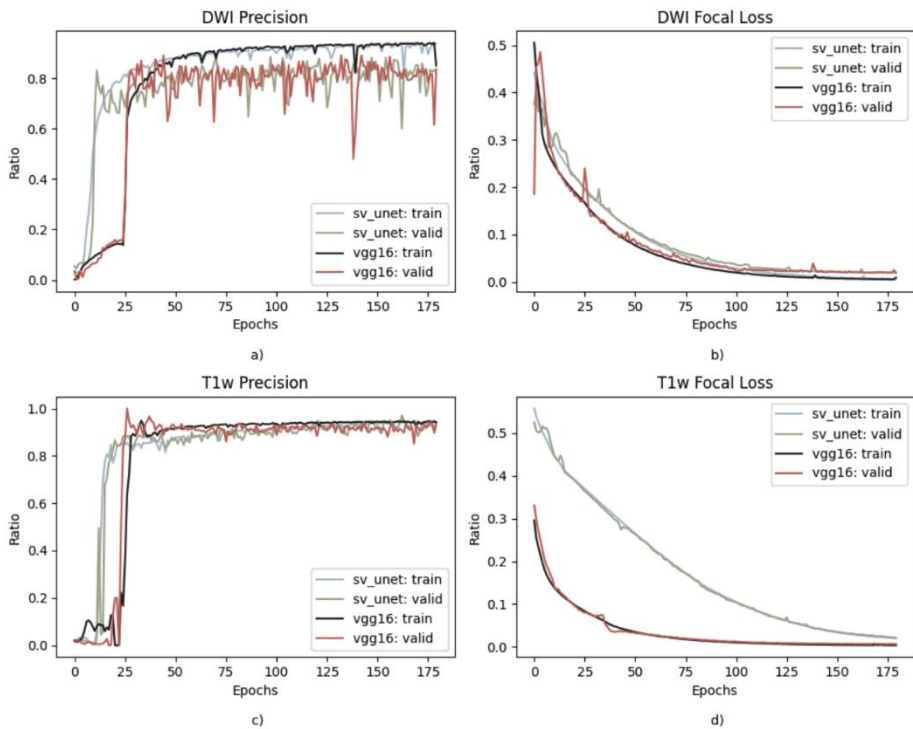 DWI Precision
0.8
0.6
0.4
0.2
0.0
Ratio
sv_unet: train
sv_unet: valid
vgg16: train
vgg16: valid
0 25 50 75 100 125 150 175
Epochs
a)
DWI Focal Loss
0.5
0.4
0.3
0.2
0.1
0.0
Ratio
sv_unet: train
sv_unet: valid
vgg16: train
vgg16: valid
0 25 50 75 100 125 150 175
Epochs
b)
T1w Precision
1.0
0.8
0.6
0.4
0.2
0.0
Ratio
sv_unet: train
sv_unet: valid
vgg16: train
vgg16: valid
0 25 50 75 100 125 150 175
Epochs
c)
T1w Focal Loss
0.5
0.4
0.3
0.2
0.1
0.0
Ratio
sv_unet: train
sv_unet: valid
vgg16: train
vgg16: valid
0 25 50 75 100 125 150 175
Epochs
d)